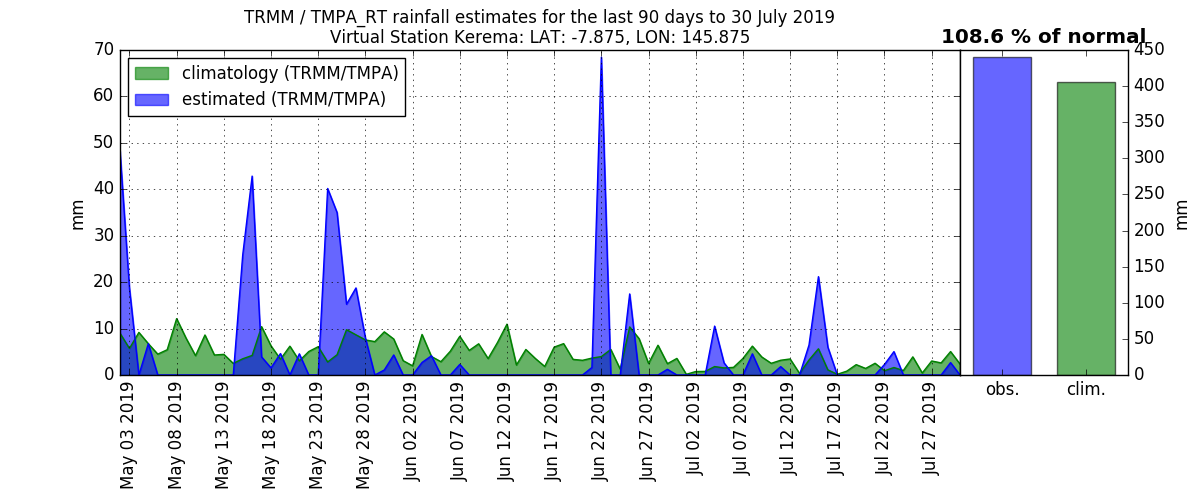 TRMM / TMPA_RT rainfall estimates for the last 90 days to 30 July 2019
Virtual Station Kerema: LAT: -7.875, LON: 145.875
108.6 % of normal
climatology (TRMM/TMPA)
estimated (TRMM/TMPA)
mm
70
60
50
40
30
20
10
0
May 03 2019
May 08 2019
May 13 2019
May 18 2019
May 23 2019
May 28 2019
Jun 02 2019
Jun 07 2019
Jun 12 2019
Jun 17 2019
Jun 22 2019
Jun 27 2019
Jul 02 2019
Jul 07 2019
Jul 12 2019
Jul 17 2019
Jul 22 2019
Jul 27 2019
obs.
clim.
450
400
350
300
250
200
150
100
50
0
mm